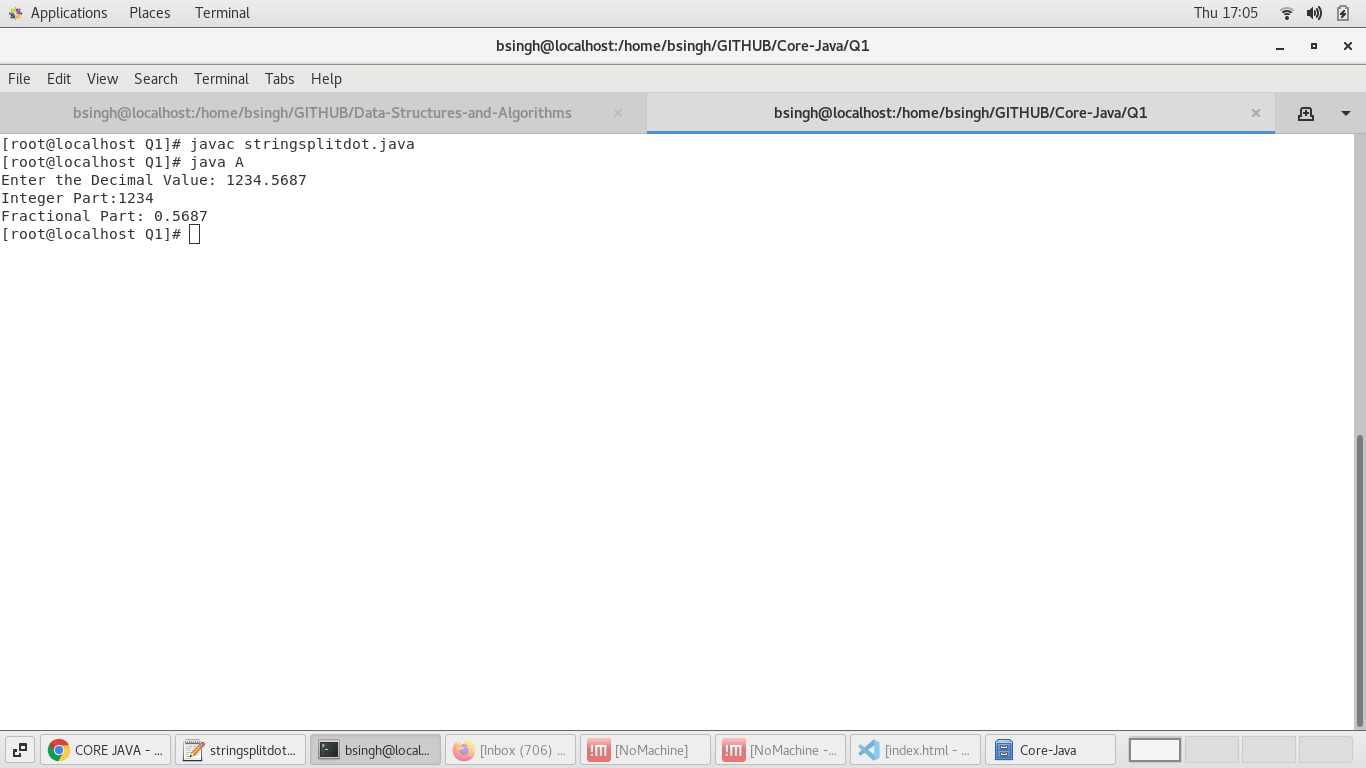 Applications Places Terminal Thu 17:05
bsingh@localhost:/home/bsingh/GITHUB/Core-Java/Q1
File Edit View Search Terminal Tabs Help
bsingh@localhost:/home/bsingh/GITHUB/Data-Structures-and-Algorithms bsingh@localhost:/home/bsingh/GITHUB/Core-Java/Q1
[root@localhost Q1]# javac stringsplitdot.java
[root@localhost Q1]# java A
Enter the Decimal Value: 1234.5687
Integer Part:1234
Fractional Part: 0.5687
[root@localhost Q1]#
CORE JAVA - ... stringsplitdot... bsingh@local... [Inbox (706) ... [NoMachine] [NoMachine -... [index.html - ... Core-Java